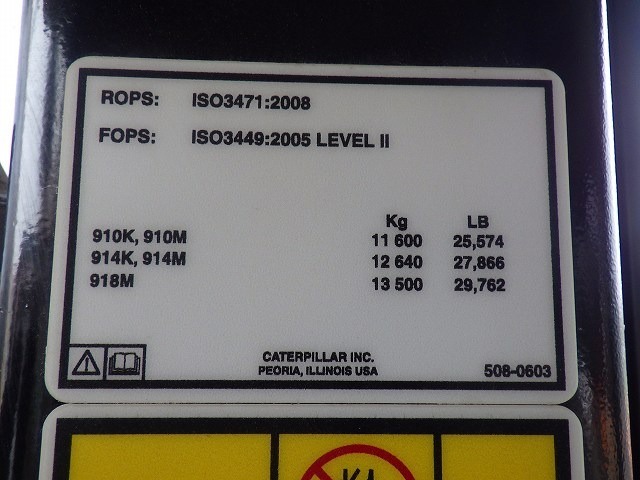 ROPS: ISO3471:2008
FOPS: ISO3449:2005 LEVEL II
Kg LB
910K, 910M 11 600 25,574
914K, 914M 12 640 27,866
918M 13 500 29,762
CATERPILLAR INC.
PEORIA, ILLINOIS USA
508-0603